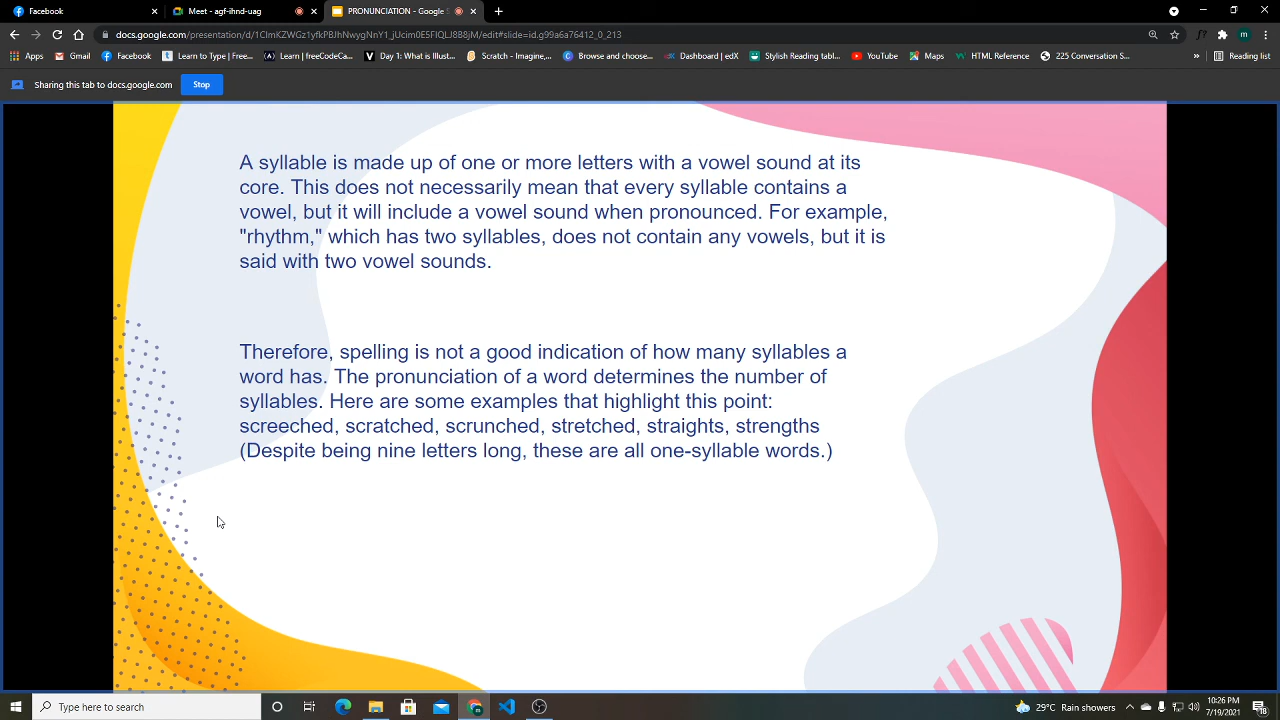 Facebook
Meet - agf-ihnd-uag
PRONUNCIATION - Google S
docs.google.com/presentation/d/1ClmKZWGz1yfkPBJhNwygNnY1_jUcim0E5FIQLJ8B8jM/edit#slide=id.g99a6a76412_0_213
Apps
Gmail
Facebook
Learn to Type | Free...
Learn | freeCodeCa...
Day 1: What is Illust...
Scratch - Imagine,...
Browse and choose...
Dashboard | edX
Stylish Reading tabl...
YouTube
Maps
HTML Reference
225 Conversation S...
»
Reading list
Sharing this tab to docs.google.com
Stop
A syllable is made up of one or more letters with a vowel sound at its
core. This does not necessarily mean that every syllable contains a
vowel, but it will include a vowel sound when pronounced. For example,
"rhythm," which has two syllables, does not contain any vowels, but it is
said with two vowel sounds.
Therefore, spelling is not a good indication of how many syllables a
word has. The pronunciation of a word determines the number of
syllables. Here are some examples that highlight this point:
screeched, scratched, scrunched, stretched, straights, strengths
(Despite being nine letters long, these are all one-syllable words.)
Type here to search
29°C Rain showers
10:26 PM
7/19/2021
18